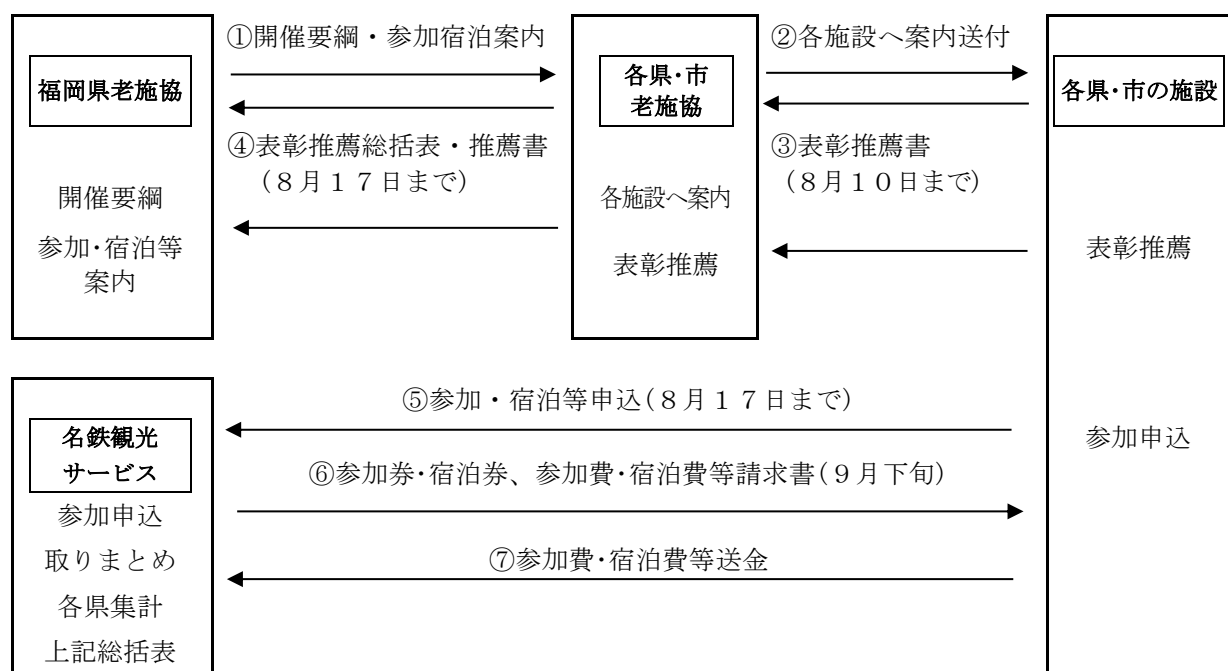 ①開催要綱・参加宿泊案内
②各施設へ案内送付
福岡県老施協
各県・市
老施協
各県・市の施設
④表彰推薦総括表・推薦書
(8月17日まで)
③表彰推薦書
(8月10日まで)
開催要綱
参加・宿泊等
案内
各施設へ案内
表彰推薦
表彰推薦
⑤参加・宿泊等申込(8月17日まで)
名鉄観光
サービス
参加申込
⑥参加券・宿泊券、参加費・宿泊費等請求書(9月下旬)
参加申込
取りまとめ
各県集計
上記総括表
⑦参加費・宿泊費等送金